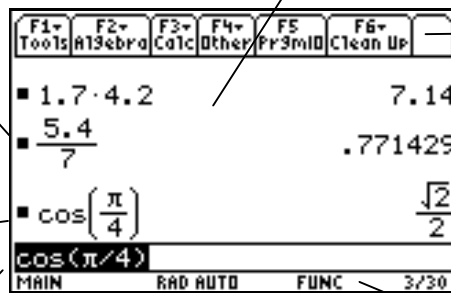 F1▾ F2▾ F3▾ F4▾ F5 F6▾
Tools Algebra Calc Other PrgmIO Clean Up
▪ 1.7·4.2 7.14
▪ 5.4/7 .771429
▪ cos(π/4) √2/2
cos(π/4)
MAIN RAD AUTO FUNC 3/30